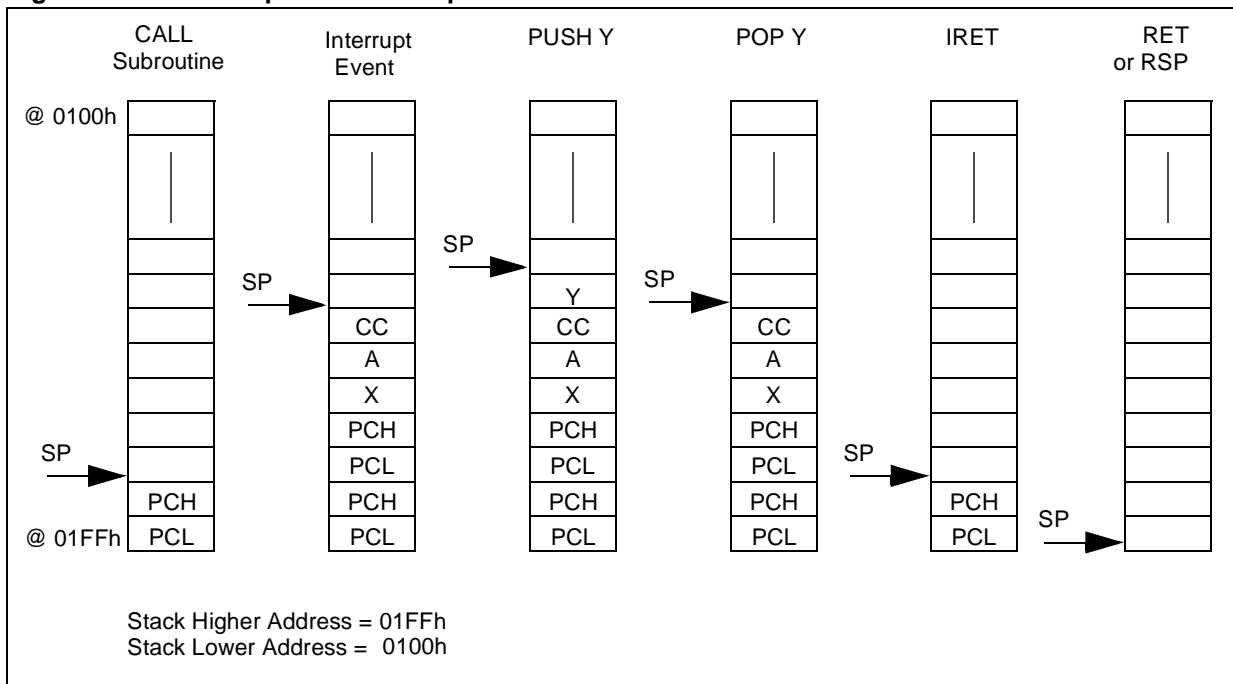 CALL
Subroutine
Interrupt
Event
PUSH Y
POP Y
IRET
RET
or RSP
@ 0100h
SP
SP
Y
SP
CC
CC
CC
A
A
A
X
X
X
PCH
PCH
PCH
SP
PCL
PCL
PCL
SP
PCH
PCH
PCH
PCH
PCH
SP
@ 01FFh
PCL
PCL
PCL
PCL
PCL
Stack Higher Address = 01FFh
Stack Lower Address = 0100h